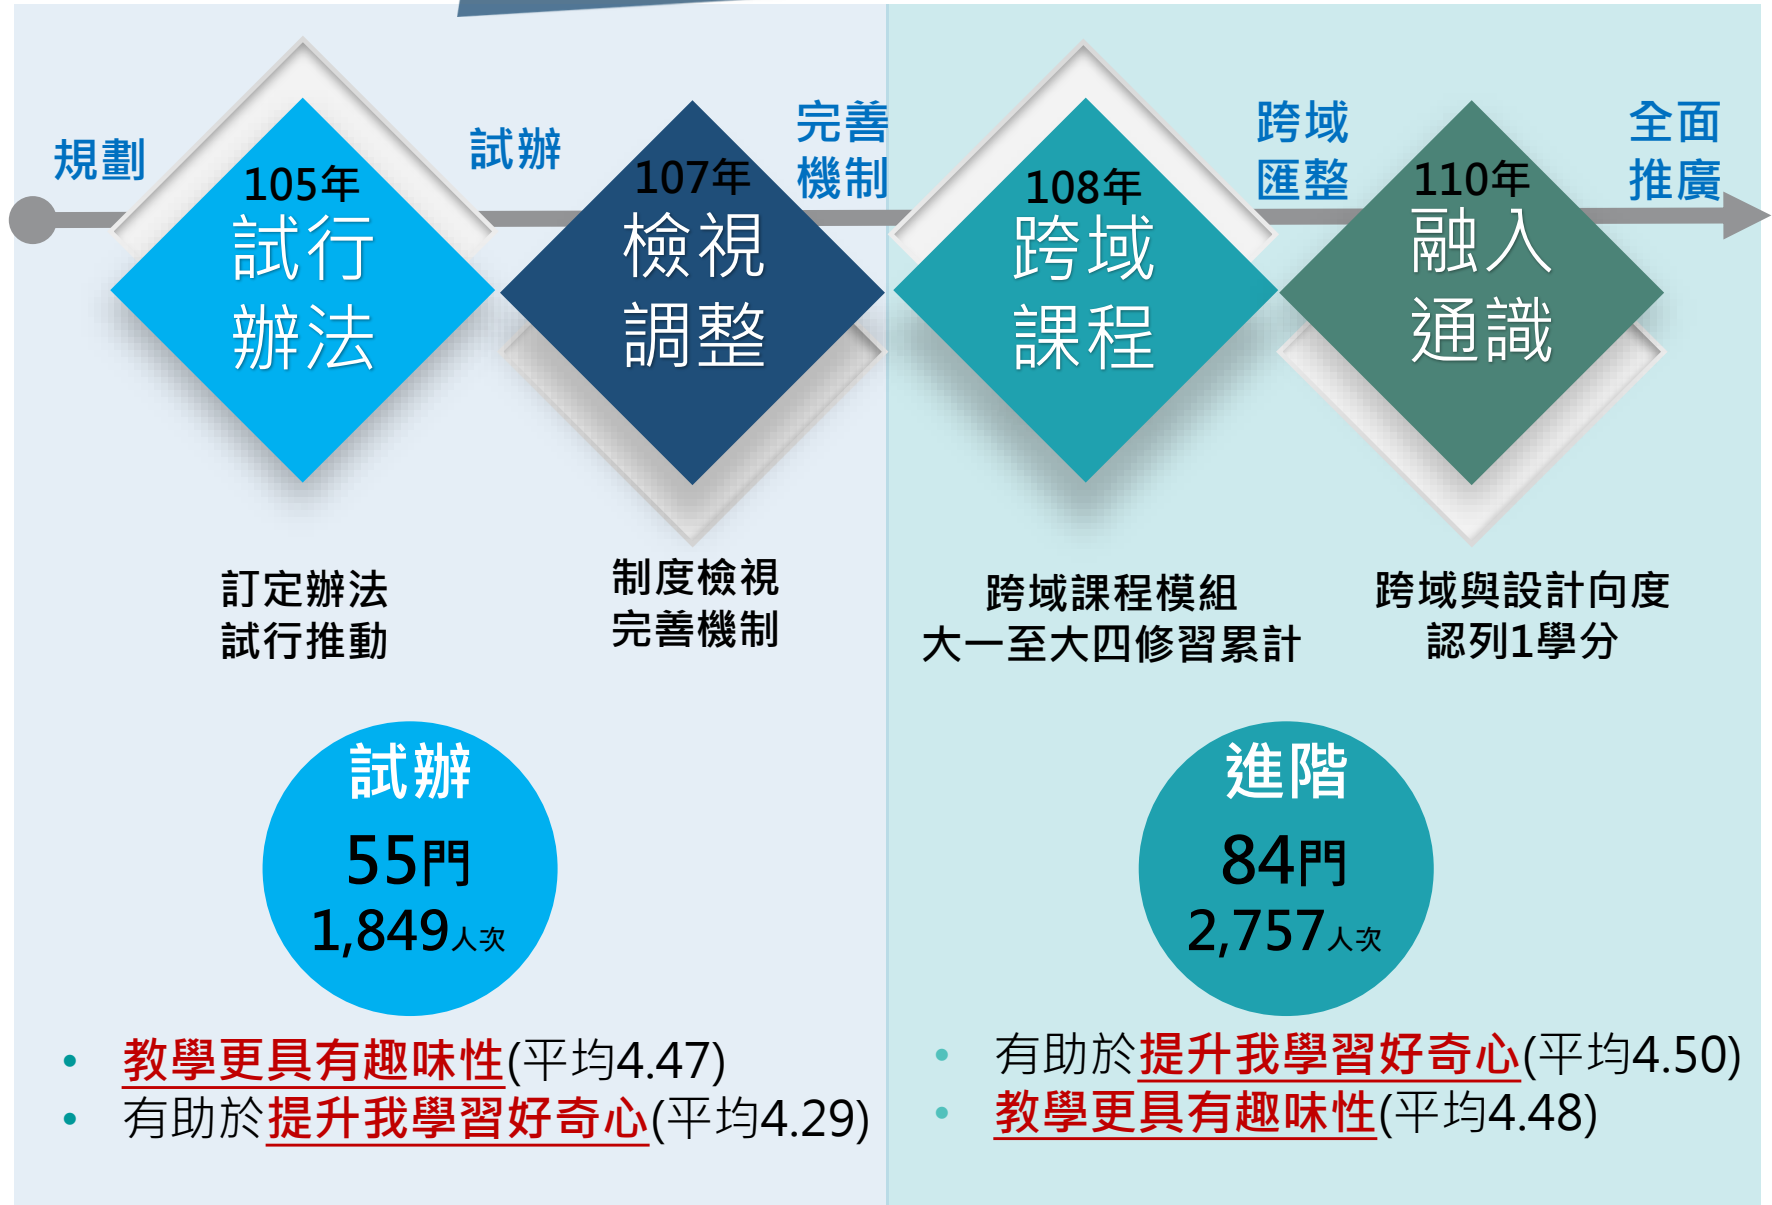 規劃
105年
試行
辦法
試辦
107年
檢視
調整
完善
機制
108年
跨域
課程
跨域
匯整
110年
融入
通識
全面
推廣
訂定辦法
試行推動
制度檢視
完善機制
跨域課程模組
大一至大四修習累計
跨域與設計向度
認列1學分
試辦
55門
1,849人次
• 教學更具有趣味性(平均4.47)
• 有助於提升我學習好奇心(平均4.29)
進階
84門
2,757人次
• 有助於提升我學習好奇心(平均4.50)
• 教學更具有趣味性(平均4.48)